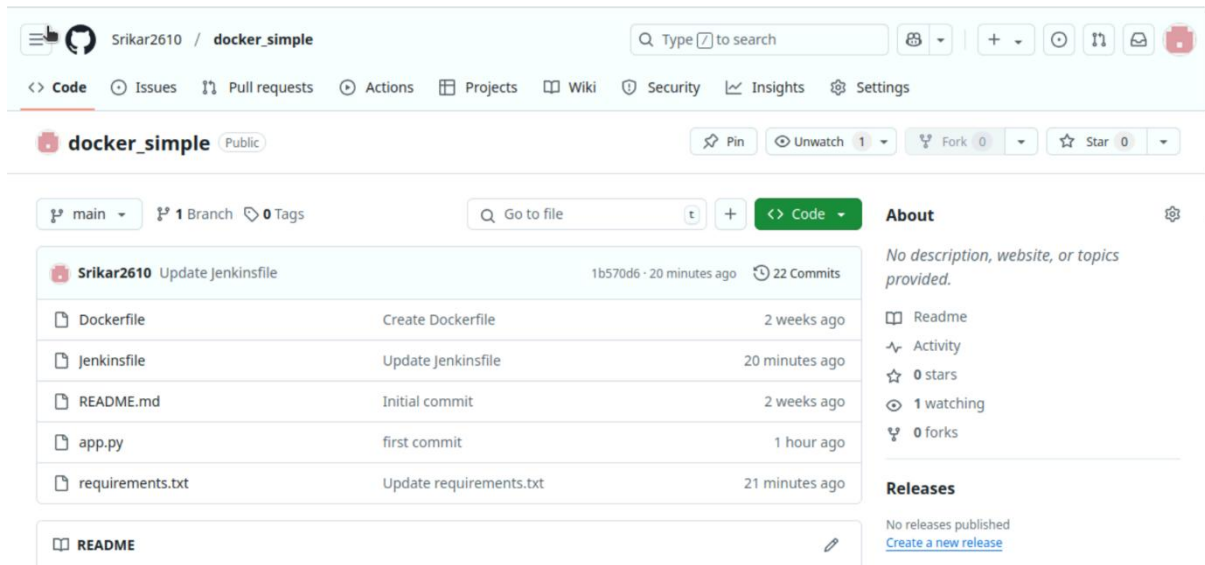 Srikar2610 / docker_simple
Type / to search
Code Issues Pull requests Actions Projects Wiki Security Insights Settings
docker_simple Public
Pin Unwatch 1 Fork 0 Star 0
main 1 Branch 0 Tags
Go to file t
Code
Srikar2610 Update Jenkinsfile 1b570d6 · 20 minutes ago 22 Commits
Dockerfile Create Dockerfile 2 weeks ago
Jenkinsfile Update Jenkinsfile 20 minutes ago
README.md Initial commit 2 weeks ago
app.py first commit 1 hour ago
requirements.txt Update requirements.txt 21 minutes ago
README
About
No description, website, or topics
provided.
Readme
Activity
0 stars
1 watching
0 forks
Releases
No releases published
Create a new release